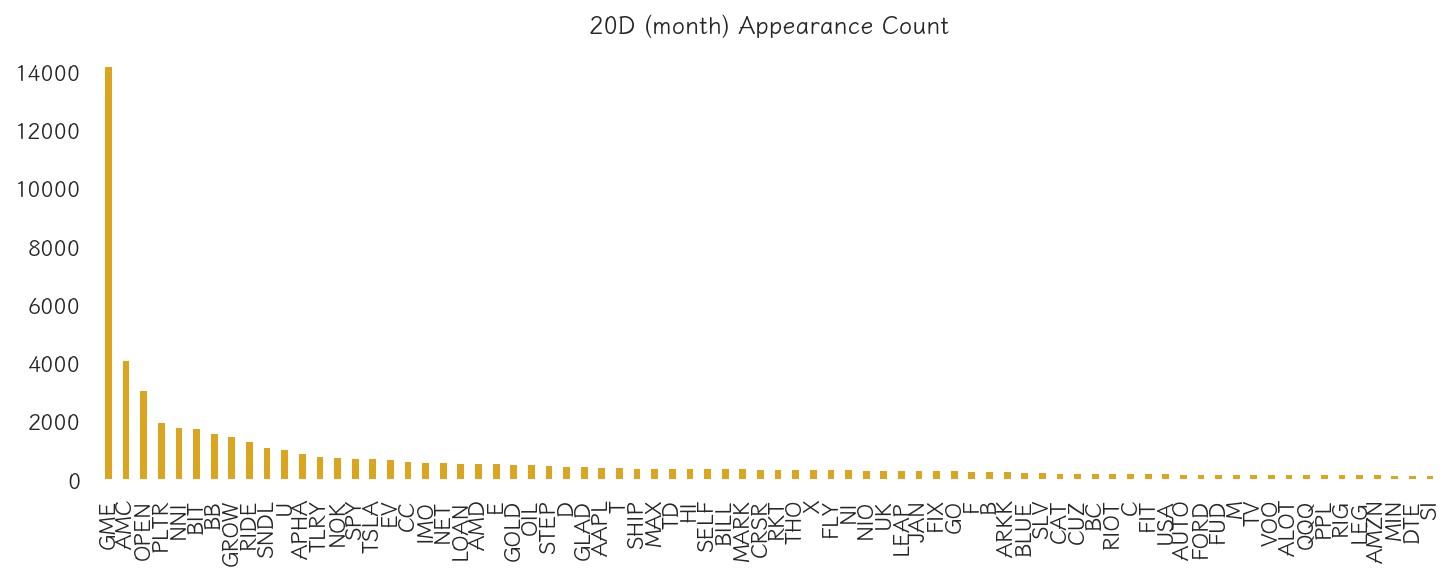 20D (month) Appearance Count
14000
12000
10000
8000
6000
4000
2000
0
GME
AMC
OPEN
PLTR
NNI
BIT
BB
GROW
RIDE
SNDL
U
APHA
TLRY
NOK
SPY
TSLA
EV
CC
IMO
NET
LOAN
AMD
E
GOLD
OIL
STEP
D
GLAD
AAPL
T
SHIP
MAX
TD
HI
SELF
BILL
MARK
CRSR
RKT
THO
X
FLY
NI
NIO
UK
LEAP
JAN
FIX
GO
F
B
ARKK
BLUE
SLV
CAT
CUZ
BC
RIOT
C
FIT
USA
AUTO
FORD
FUD
M
TV
VOO
ALOT
QQQ
PPL
RIG
LEG
AMZN
MIN
DTE
SI